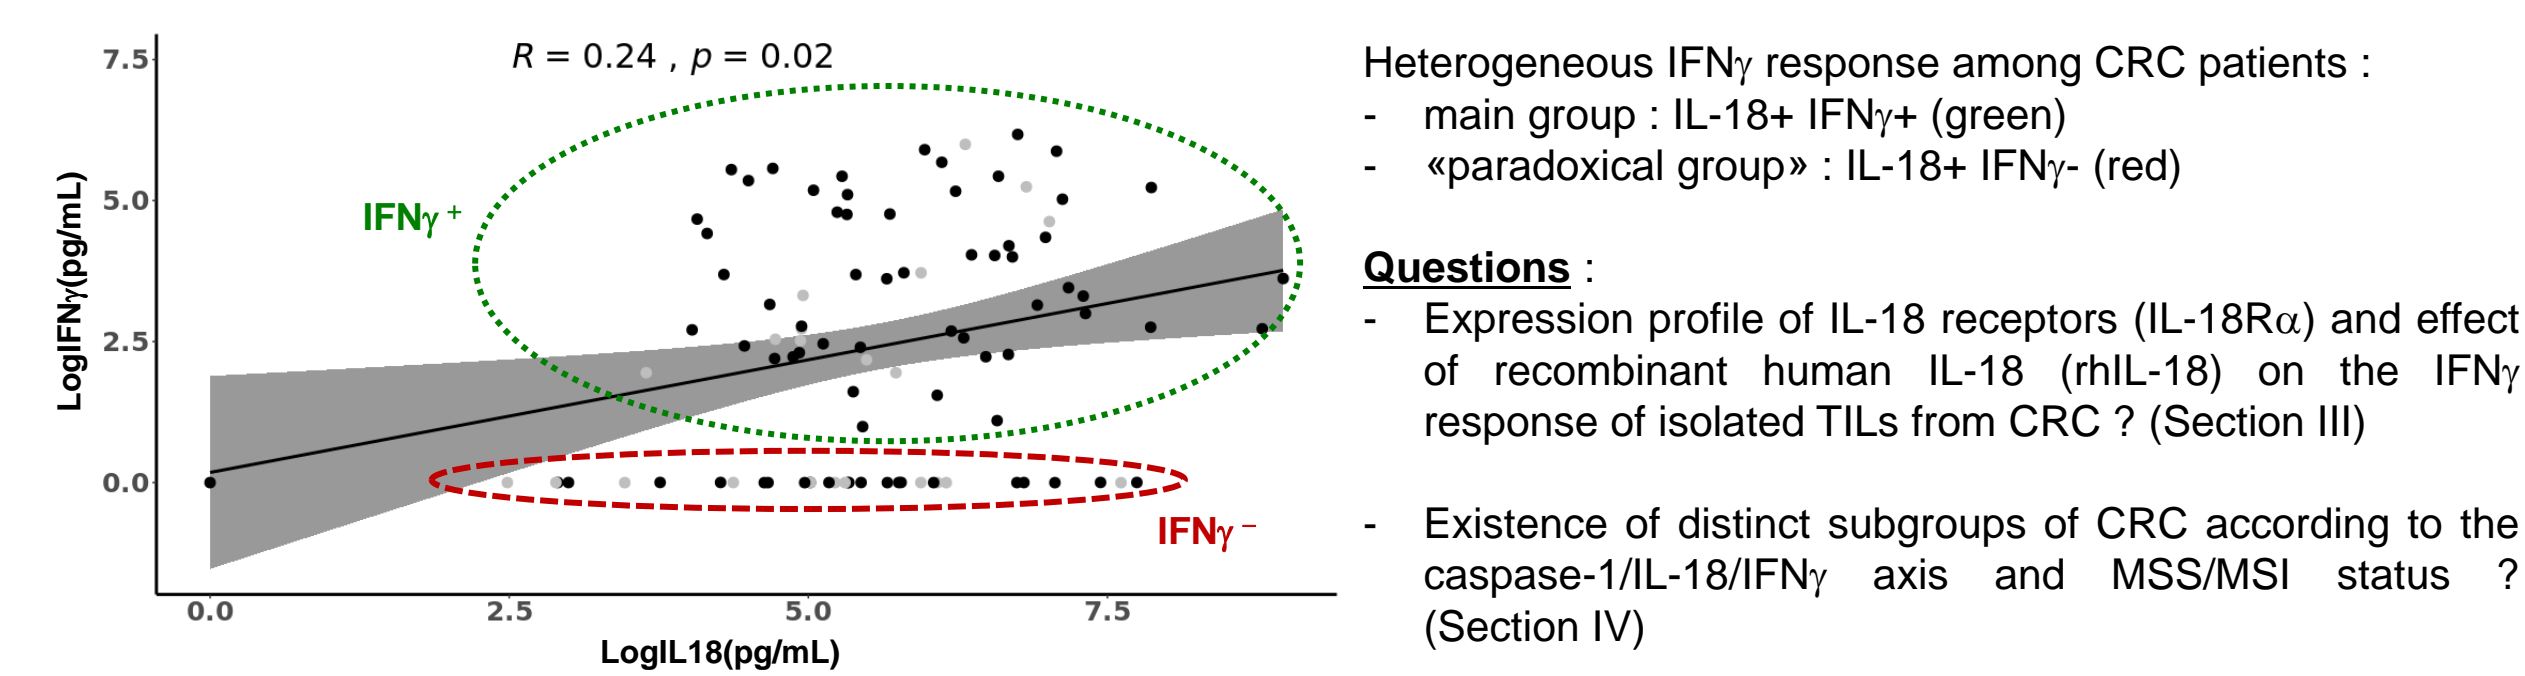 R = 0.24 , p = 0.02
7.5
5.0
2.5
0.0
LogIFNγ(pg/mL)
IFNγ +
IFNγ –
0.0 2.5 5.0 7.5
LogIL18(pg/mL)
Heterogeneous IFNγ response among CRC patients :
- main group : IL-18+ IFNγ+ (green)
- «paradoxical group» : IL-18+ IFNγ- (red)
Questions :
- Expression profile of IL-18 receptors (IL-18Rα) and effect
of recombinant human IL-18 (rhIL-18) on the IFNγ
response of isolated TILs from CRC ? (Section III)
- Existence of distinct subgroups of CRC according to the
caspase-1/IL-18/IFNγ axis and MSS/MSI status ?
(Section IV)